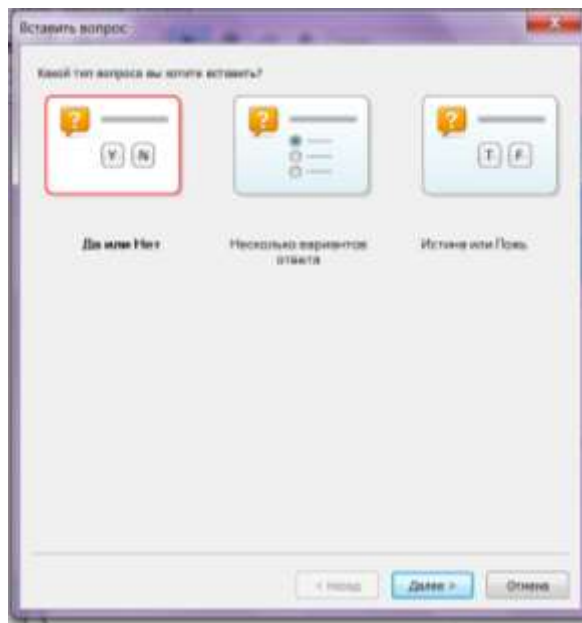 Вставить вопрос
Какой тип вопроса вы хотите вставить?
? Y N
?
? T F
Да или Нет
Несколько вариантов
ответа
Истина или Ложь
< Назад
Далее >
Отмена